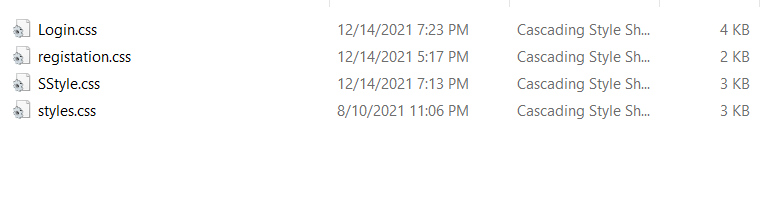 Login.css 12/14/2021 7:23 PM Cascading Style Sh... 4 KB
registation.css 12/14/2021 5:17 PM Cascading Style Sh... 2 KB
SStyle.css 12/14/2021 7:13 PM Cascading Style Sh... 3 KB
styles.css 8/10/2021 11:06 PM Cascading Style Sh... 3 KB